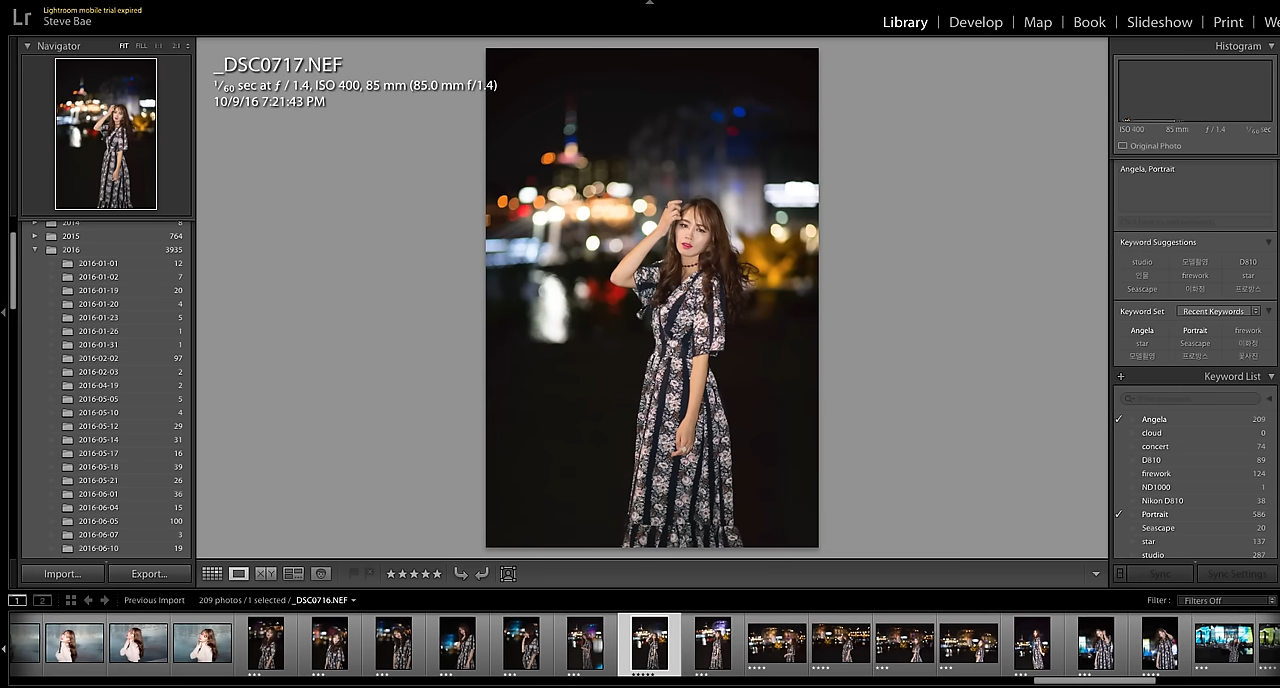 Lr
Lightroom mobile trial expired
Steve Bae
Library | Develop | Map | Book | Slideshow | Print | We
Navigator FIT FILL 1:1 2:1
_DSC0717.NEF
1/60 sec at ƒ / 1.4, ISO 400, 85 mm (85.0 mm f/1.4)
10/9/16 7:21:43 PM
2014 8
2015 764
2016 3935
2016-01-01 12
2016-01-02 7
2016-01-19 20
2016-01-20 4
2016-01-23 5
2016-01-26 1
2016-01-31 1
2016-02-02 97
2016-02-03 2
2016-04-19 2
2016-05-05 5
2016-05-10 4
2016-05-12 29
2016-05-14 31
2016-05-17 16
2016-05-18 39
2016-05-21 26
2016-06-01 36
2016-06-04 15
2016-06-05 100
2016-06-07 3
2016-06-10 19
Import... Export...
Histogram
ISO 400 85 mm ƒ / 1.4 1/60 sec
Original Photo
Angela, Portrait
Keyword Suggestions
studio 모델촬영 D810
인물 firework star
Seascape 이화정 프로방스
Keyword Set Recent Keywords
Angela Portrait firework
star Seascape 이화정
모델촬영 프로방스 꽃사진
+ Keyword List
Angela 209
cloud 0
concert 74
D810 89
firework 124
ND1000 1
Nikon D810 38
Portrait 586
Seascape 20
star 137
studio 287
X Y
Sync Sync Settings
1 2 Previous Import 209 photos / 1 selected / _DSC0716.NEF
Filter : Filters Off